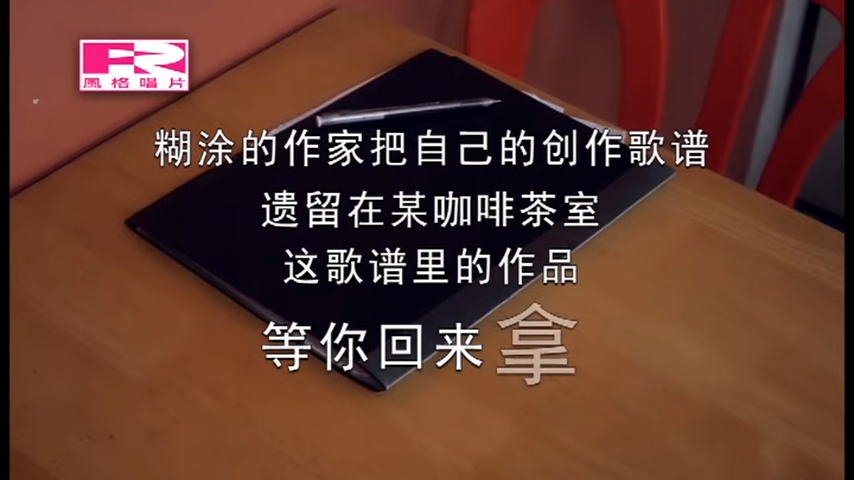 FR
風格唱片
糊涂的作家把自己的创作歌谱
遗留在某咖啡茶室
这歌谱里的作品
等你回来拿